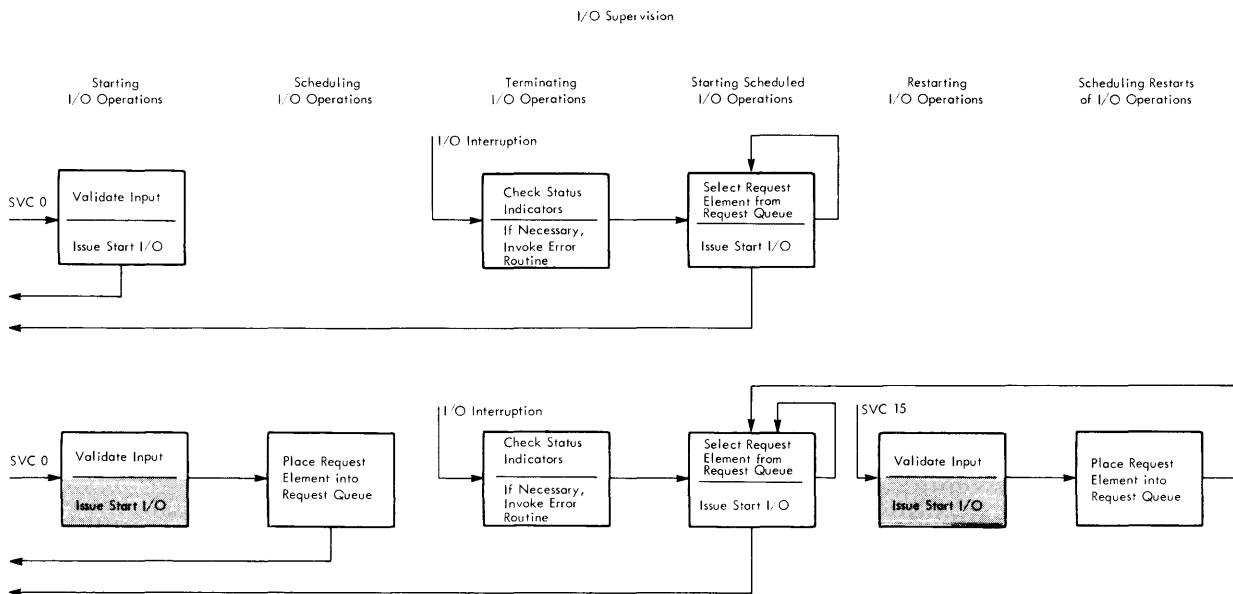 I/O Supervision
Starting
I/O Operations
Scheduling
I/O Operations
Terminating
I/O Operations
Starting Scheduled
I/O Operations
Restarting
I/O Operations
Scheduling Restarts
of I/O Operations
SVC 0
Validate Input
Issue Start I/O
I/O Interruption
Check Status
Indicators
If Necessary,
Invoke Error
Routine
Select Request
Element from
Request Queue
Issue Start I/O
SVC 0
Validate Input
Issue Start I/O
Place Request
Element into
Request Queue
I/O Interruption
Check Status
Indicators
If Necessary,
Invoke Error
Routine
Select Request
Element from
Request Queue
Issue Start I/O
SVC 15
Validate Input
Issue Start I/O
Place Request
Element into
Request Queue